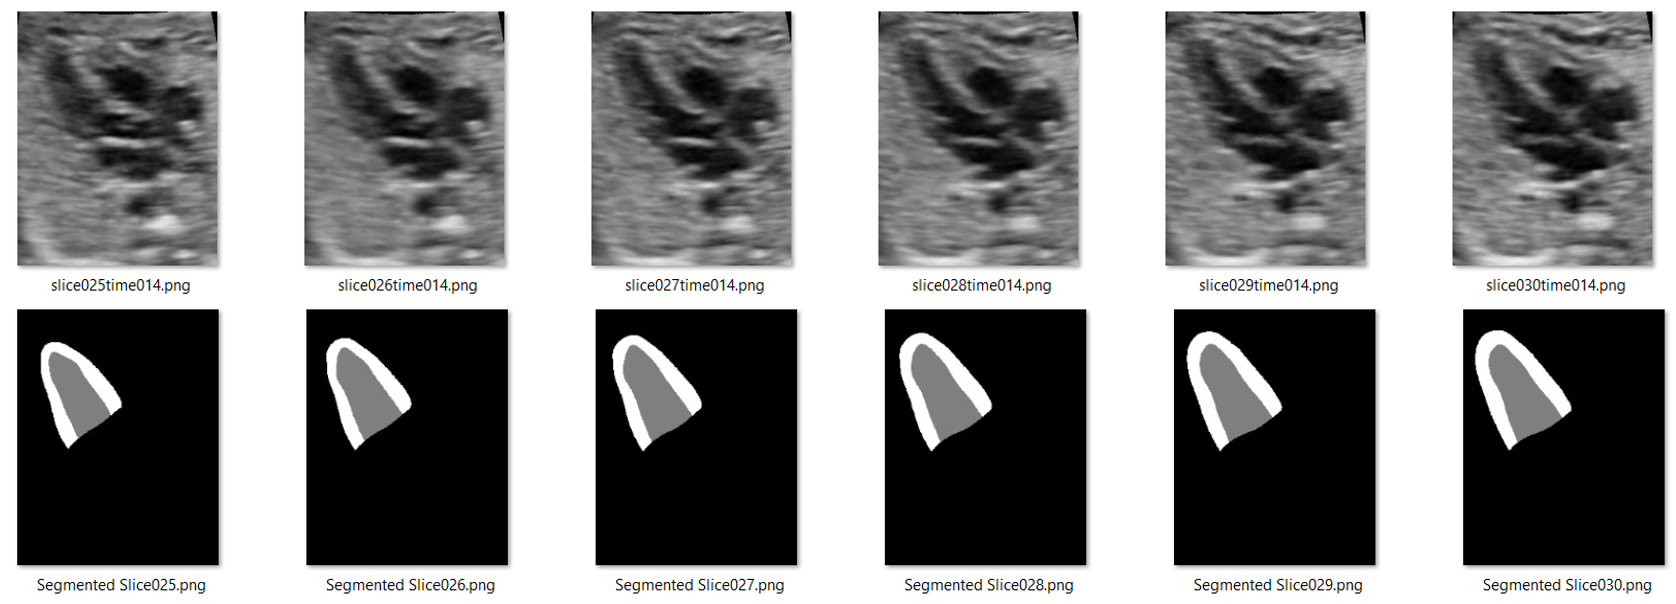 slice025time014.png
slice026time014.png
slice027time014.png
slice028time014.png
slice029time014.png
slice030time014.png
Segmented Slice025.png
Segmented Slice026.png
Segmented Slice027.png
Segmented Slice028.png
Segmented Slice029.png
Segmented Slice030.png